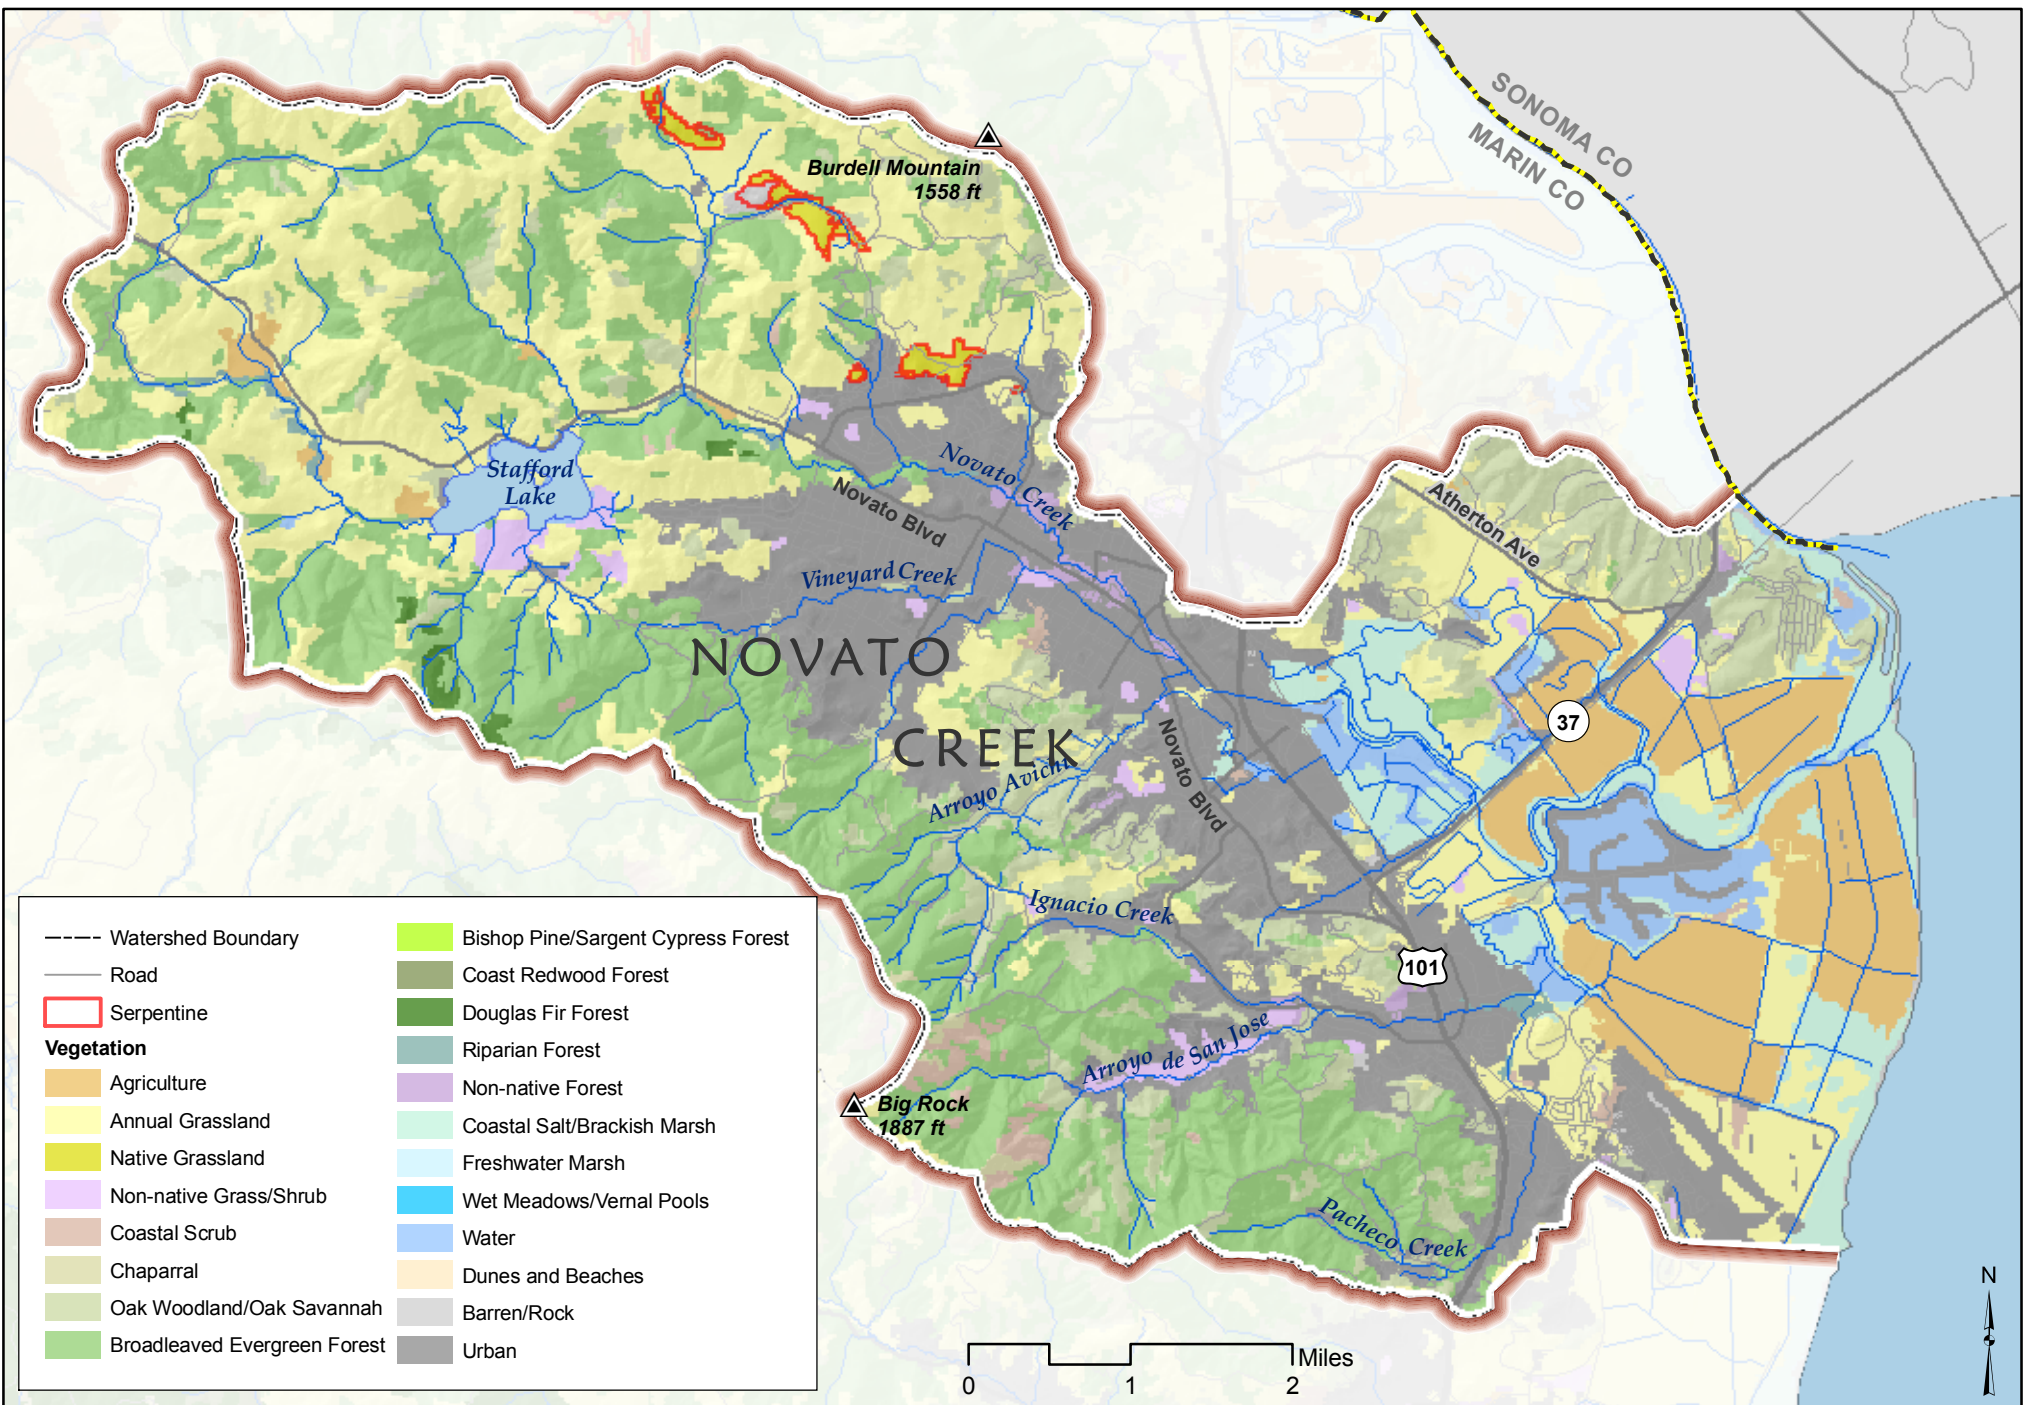 SONOMA CO
MARIN CO
Burdell Mountain
1558 ft
Stafford
Lake
Novato Creek
Novato Blvd
Atherton Ave
Vineyard Creek
NOVATO
CREEK
37
Novato Blvd
Arroyo Avichi
Ignacio Creek
101
Arroyo de San Jose
Big Rock
1887 ft
Pacheco Creek
Watershed Boundary
Road
Serpentine
Vegetation
Agriculture
Annual Grassland
Native Grassland
Non-native Grass/Shrub
Coastal Scrub
Chaparral
Oak Woodland/Oak Savannah
Broadleaved Evergreen Forest
Bishop Pine/Sargent Cypress Forest
Coast Redwood Forest
Douglas Fir Forest
Riparian Forest
Non-native Forest
Coastal Salt/Brackish Marsh
Freshwater Marsh
Wet Meadows/Vernal Pools
Water
Dunes and Beaches
Barren/Rock
Urban
Miles
0 1 2
N